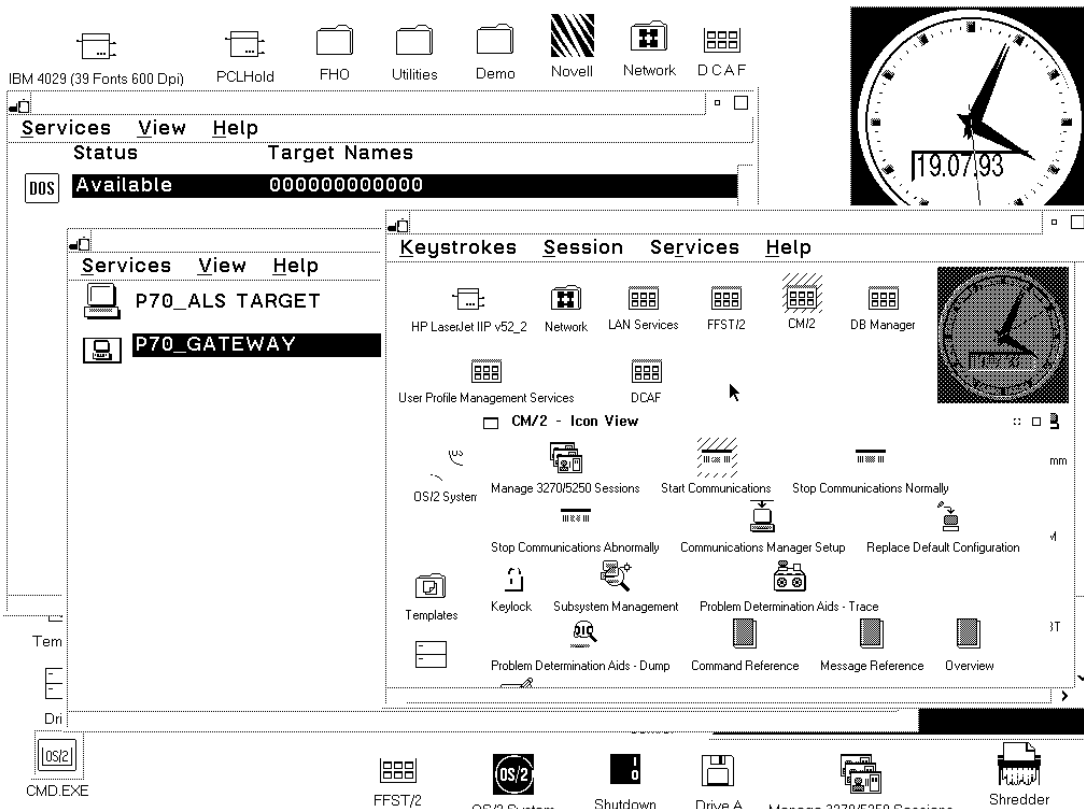 IBM 4029 (39 Fonts 600 Dpi)
PCLHold
FHO
Utilities
Demo
Novell
Network
DCAF
Services View Help
Status Target Names
DOS Available 000000000000
19.07.93
Services View Help
P70_ALS TARGET
P70_GATEWAY
Keystrokes Session Services Help
HP LaserJet IIP v52_2
Network
LAN Services
FFST/2
CM/2
DB Manager
User Profile Management Services
DCAF
CM/2 - Icon View
OS/2 System
Manage 3270/5250 Sessions
Start Communications
Stop Communications Normally
mm
Stop Communications Abnormally
Communications Manager Setup
Replace Default Configuration
Templates
Keylock
Subsystem Management
Problem Determination Aids - Trace
Problem Determination Aids - Dump
Command Reference
Message Reference
Overview
Tem
Dri
OS/2
CMD.EXE
FFST/2
OS/2
OS/2 System
Shutdown
Drive A
Manage 3270/5250 Sessions
Shredder